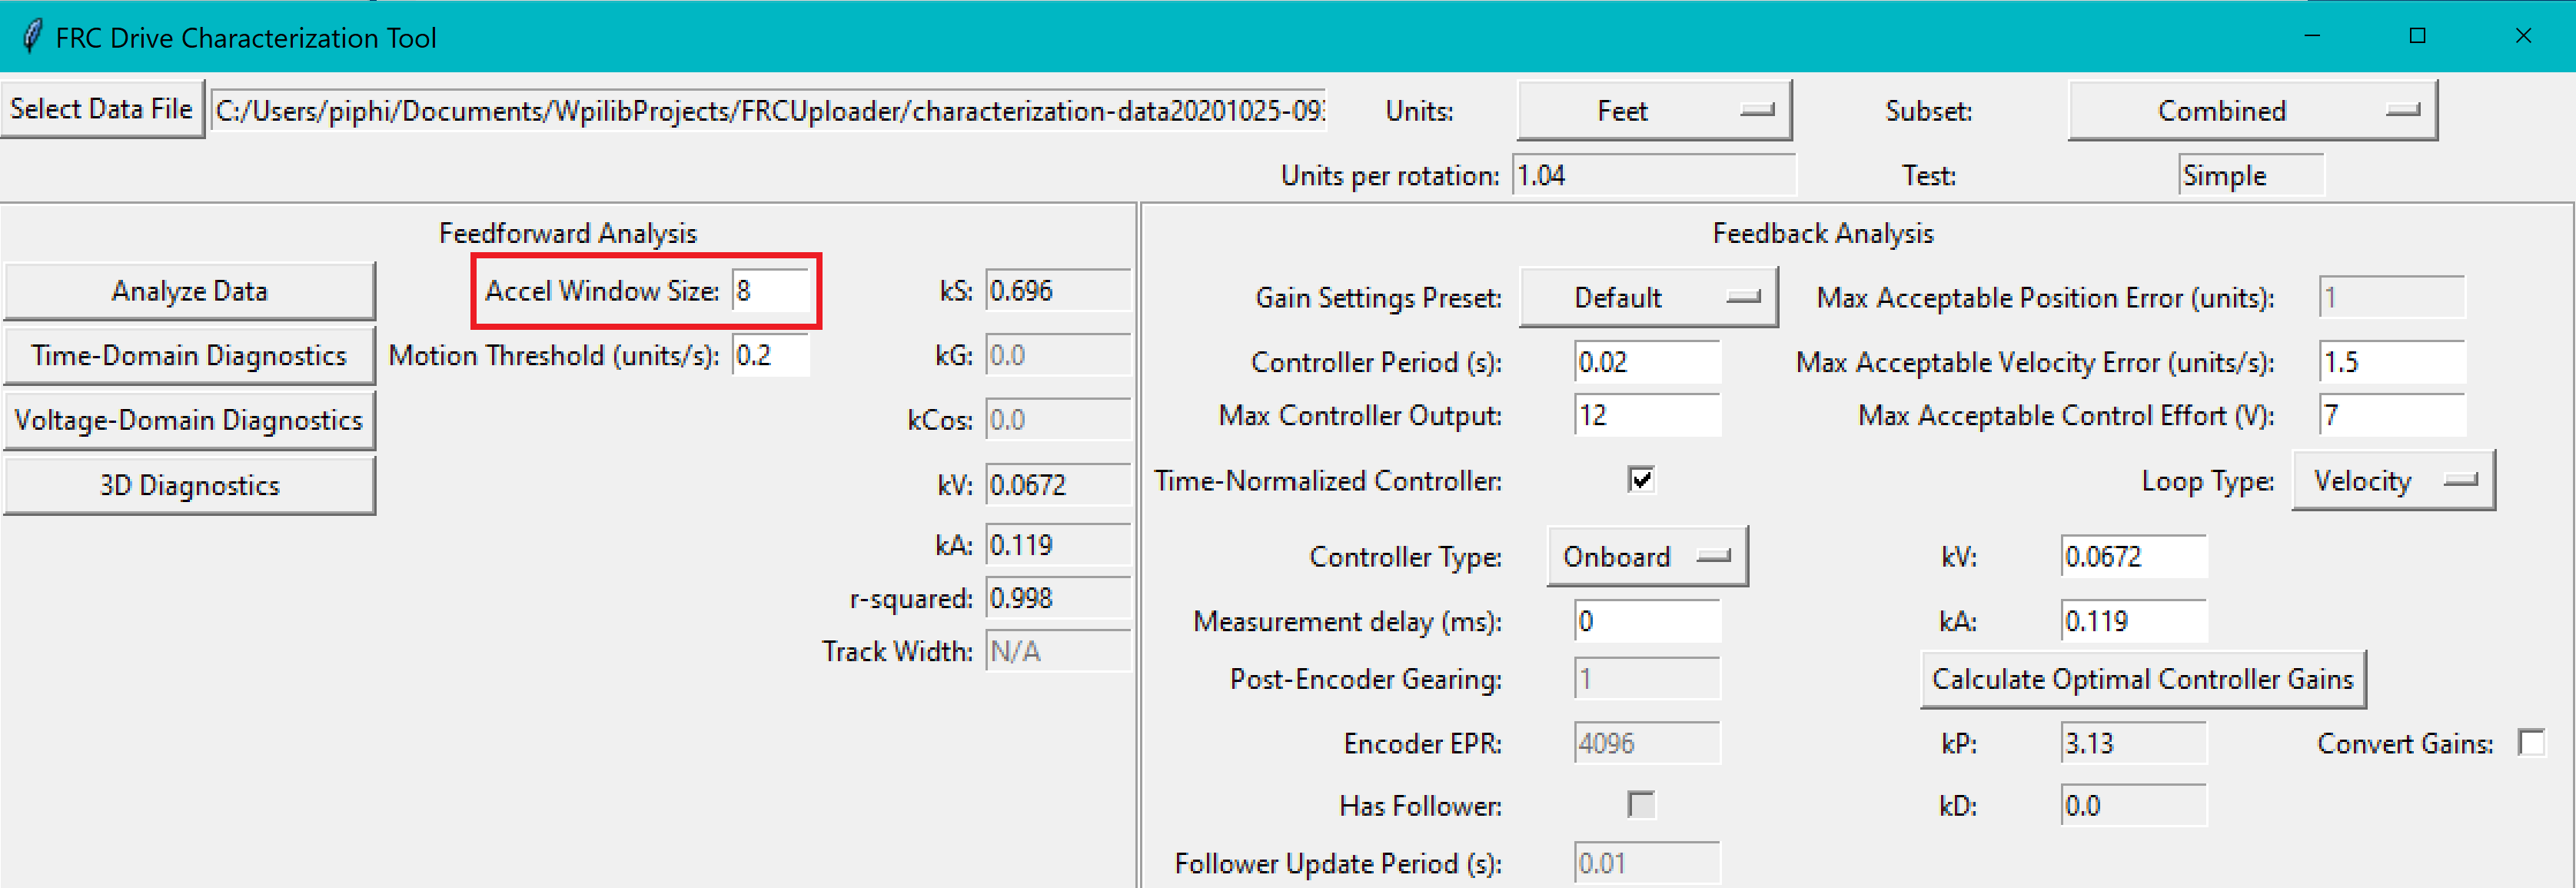 FRC Drive Characterization Tool
Select Data File C:/Users/piphi/Documents/WpilibProjects/FRCUploader/characterization-data20201025-093 Units: Feet Subset: Combined
Units per rotation: 1.04 Test: Simple
Feedforward Analysis
Analyze Data Accel Window Size: 8 kS: 0.696
Time-Domain Diagnostics Motion Threshold (units/s): 0.2 kG: 0.0
Voltage-Domain Diagnostics kCos: 0.0
3D Diagnostics kV: 0.0672
kA: 0.119
r-squared: 0.998
Track Width: N/A
Feedback Analysis
Gain Settings Preset: Default Max Acceptable Position Error (units): 1
Controller Period (s): 0.02 Max Acceptable Velocity Error (units/s): 1.5
Max Controller Output: 12 Max Acceptable Control Effort (V): 7
Time-Normalized Controller: Loop Type: Velocity
Controller Type: Onboard kV: 0.0672
Measurement delay (ms): 0 kA: 0.119
Post-Encoder Gearing: 1 Calculate Optimal Controller Gains
Encoder EPR: 4096 kP: 3.13 Convert Gains:
Has Follower: kD: 0.0
Follower Update Period (s): 0.01